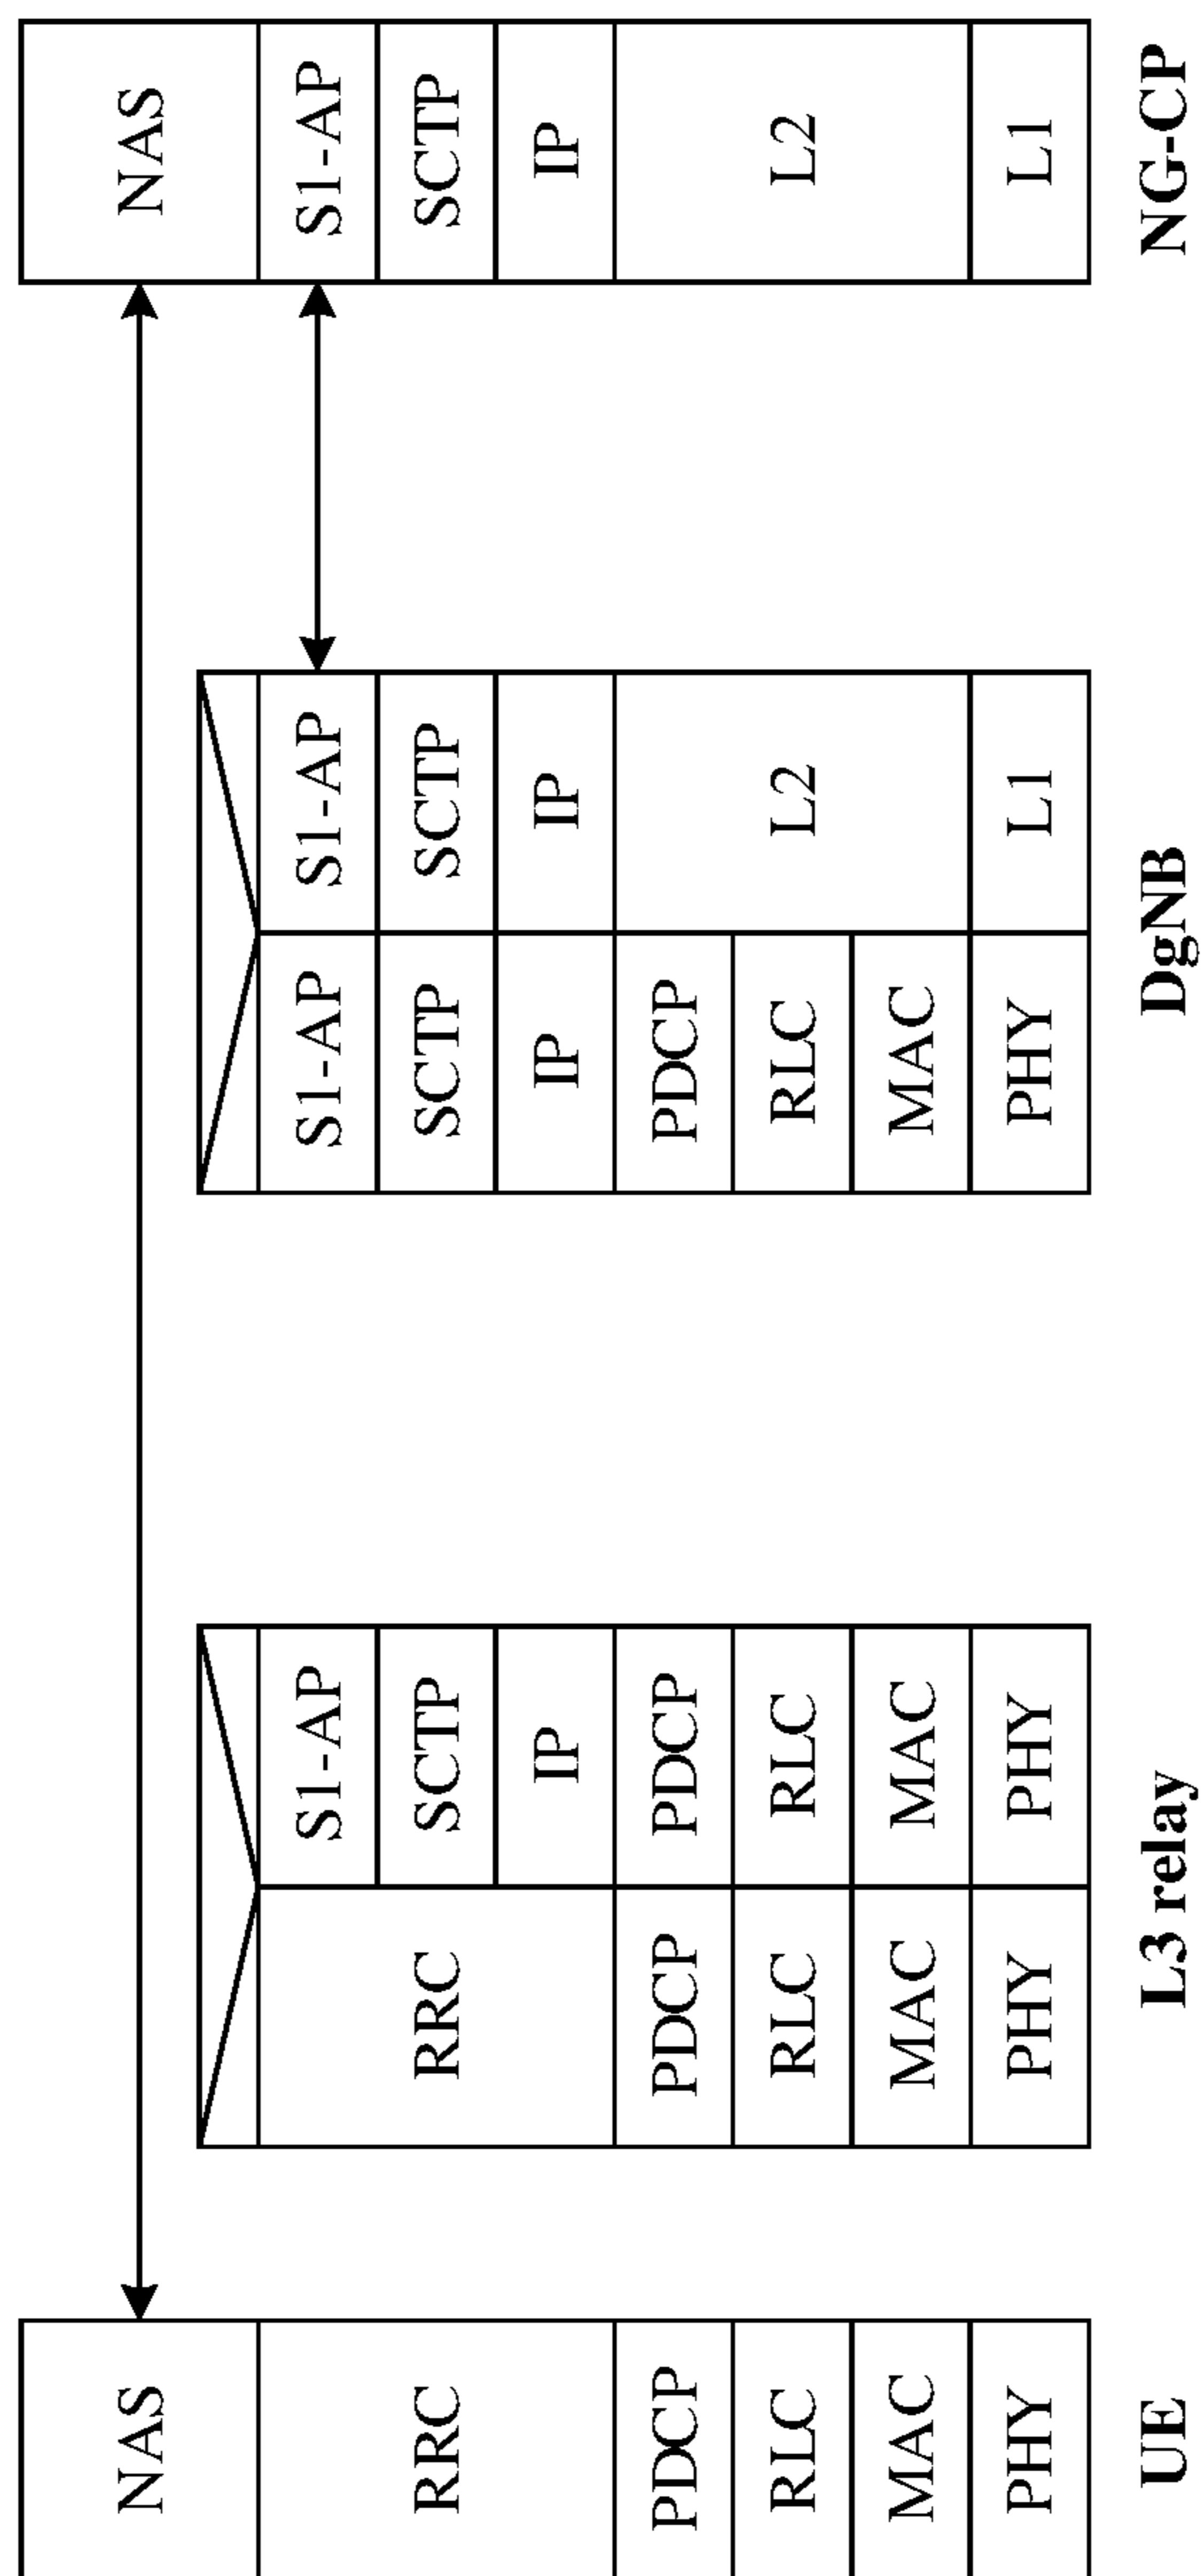 NAS
RRC
PDCP
RLC
MAC
PHY
UE
RRC
PDCP
RLC
MAC
PHY
S1-AP
SCTP
IP
PDCP
RLC
MAC
PHY
L3 relay
S1-AP
SCTP
IP
PDCP
RLC
MAC
PHY
S1-AP
SCTP
IP
L2
L1
DgNB
NAS
S1-AP
SCTP
IP
L2
L1
NG-CP